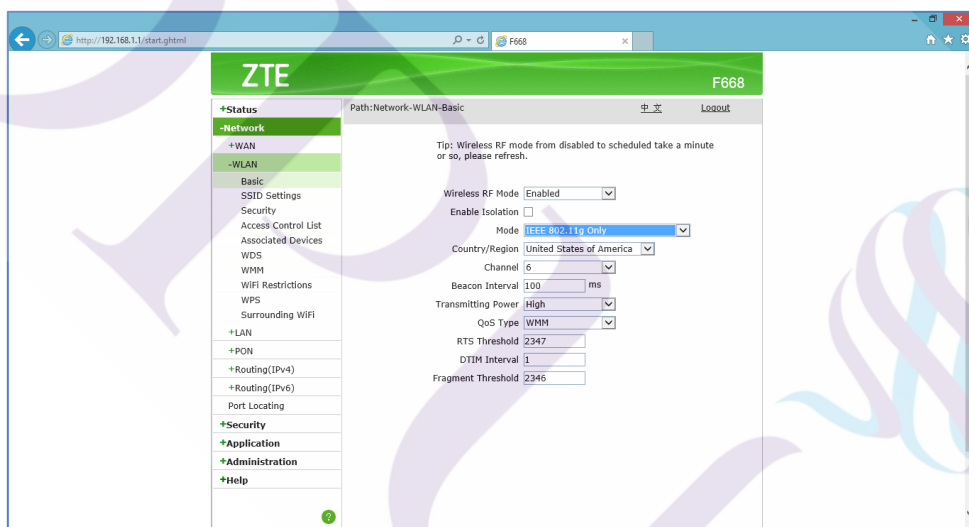 http://192.168.1.1/start.ghtml
F668
ZTE
F668
+Status
Path:Network-WLAN-Basic
中文
Logout
-Network
+WAN
-WLAN
Basic
SSID Settings
Security
Access Control List
Associated Devices
WDS
WMM
WiFi Restrictions
WPS
Surrounding WiFi
+LAN
+PON
+Routing(IPv4)
+Routing(IPv6)
Port Locating
+Security
+Application
+Administration
+Help
Tip: Wireless RF mode from disabled to scheduled take a minute
or so, please refresh.
Wireless RF Mode Enabled
Enable Isolation
Mode IEEE 802.11g Only
Country/Region United States of America
Channel 6
Beacon Interval 100 ms
Transmitting Power High
QoS Type WMM
RTS Threshold 2347
DTIM Interval 1
Fragment Threshold 2346